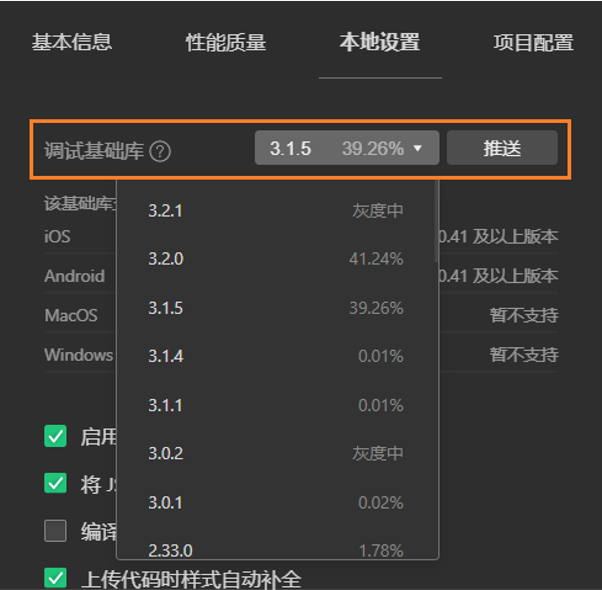 基本信息 性能质量 本地设置 项目配置
调试基础库 ? 3.1.5 39.26% 推送
该基础库
3.2.1 灰度中
iOS 0.41 及以上版本
3.2.0 41.24%
Android 0.41 及以上版本
3.1.5 39.26%
MacOS 暂不支持
3.1.4 0.01%
Windows 暂不支持
3.1.1 0.01%
启用
3.0.2 灰度中
将 JS
3.0.1 0.02%
编译
2.33.0 1.78%
上传代码时样式自动补全